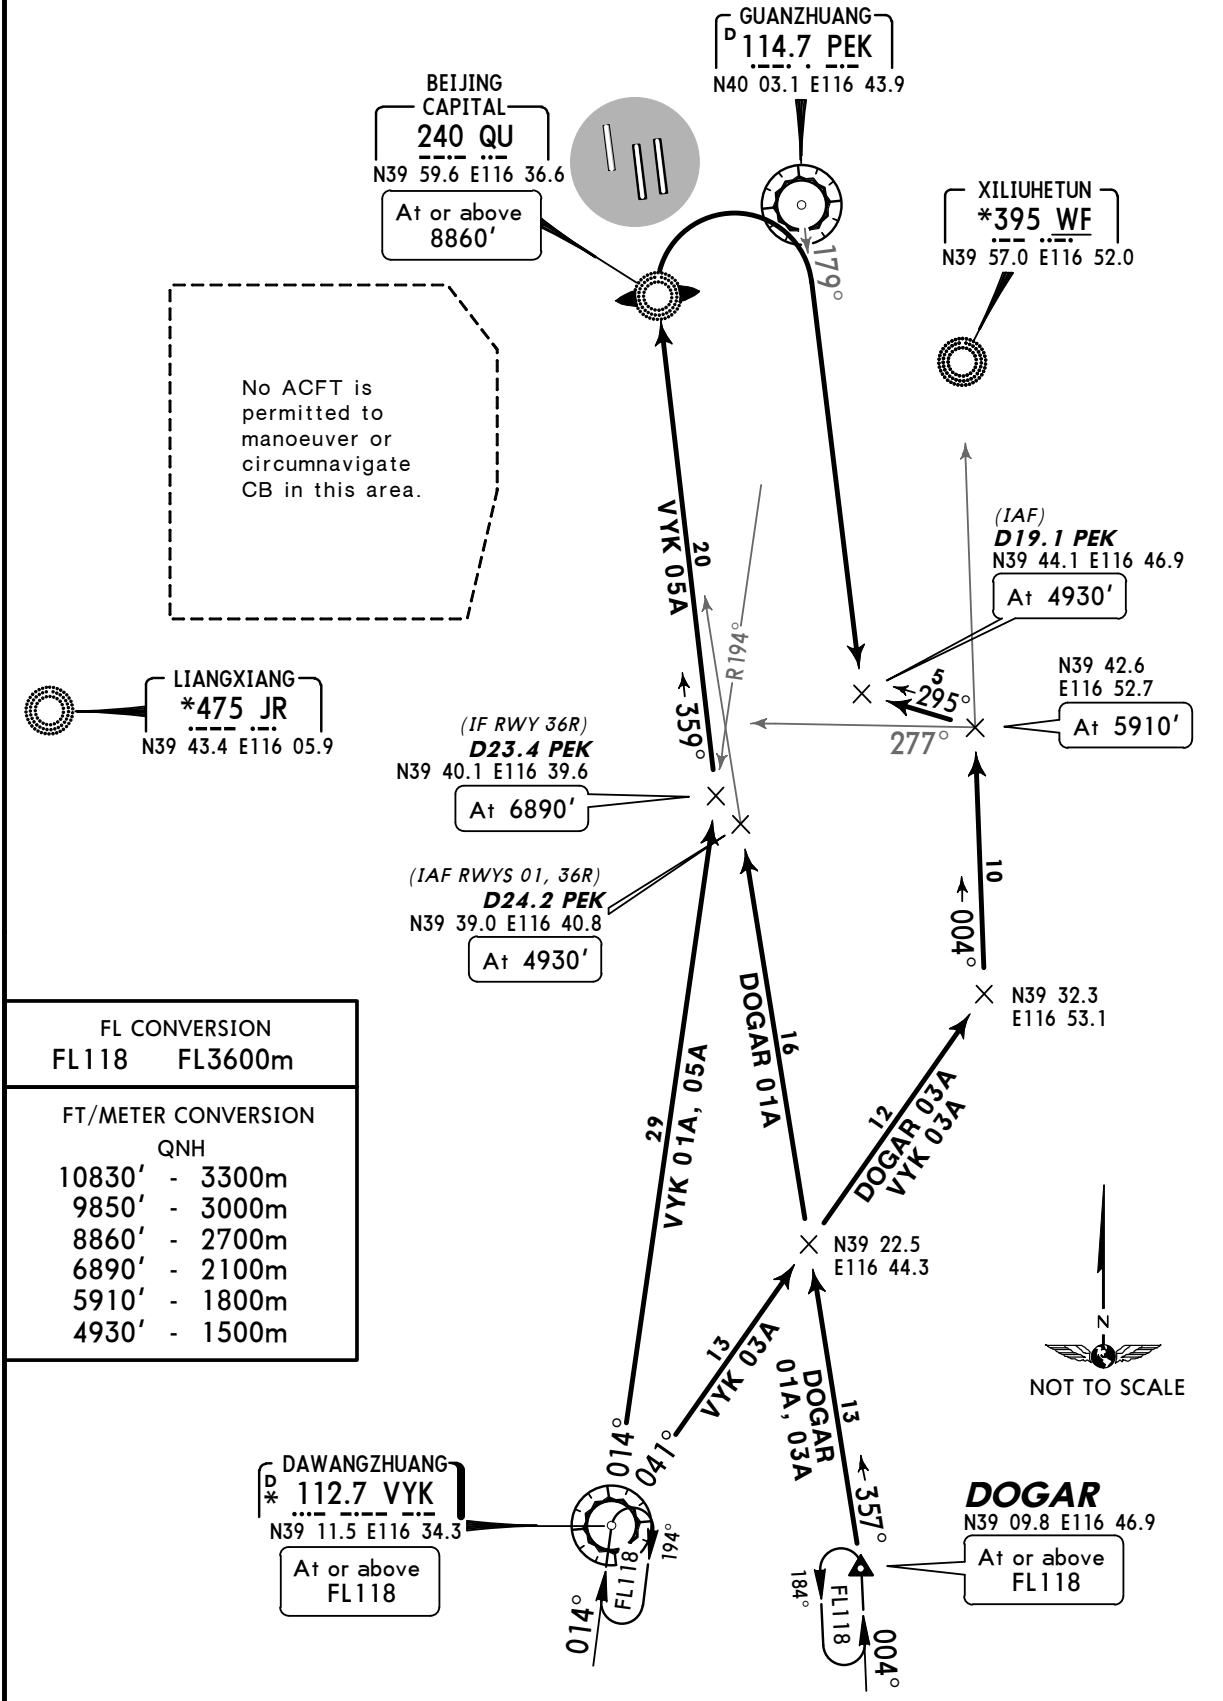 GUANZHUANG
D 114.7 PEK
N40 03.1 E116 43.9
BEIJING
CAPITAL
240 QU
N39 59.6 E116 36.6
At or above
8860'
XILIUHETUN
*395 WF
N39 57.0 E116 52.0
179°
No ACFT is
permitted to
manoeuver or
circumnavigate
CB in this area.
VYK 05A
20
(IAF)
D19.1 PEK
N39 44.1 E116 46.9
At 4930'
R194°
LIANGXIANG
*475 JR
N39 43.4 E116 05.9
359°
5
295°
277°
N39 42.6
E116 52.7
At 5910'
(IF RWY 36R)
D23.4 PEK
N39 40.1 E116 39.6
At 6890'
(IAF RWYS 01, 36R)
D24.2 PEK
N39 39.0 E116 40.8
At 4930'
10
004°
N39 32.3
E116 53.1
DOGAR 01A
16
29
VYK 01A, 05A
12
DOGAR 03A
VYK 03A
FL CONVERSION
FL118 FL3600m
FT/METER CONVERSION
QNH
10830' - 3300m
9850' - 3000m
8860' - 2700m
6890' - 2100m
5910' - 1800m
4930' - 1500m
N39 22.5
E116 44.3
13
VYK 03A
DOGAR
01A, 03A
13
N
NOT TO SCALE
014°
041°
357°
DAWANGZHUANG
D
* 112.7 VYK
N39 11.5 E116 34.3
At or above
FL118
194°
FL118
014°
DOGAR
N39 09.8 E116 46.9
At or above
FL118
184°
FL118
004°